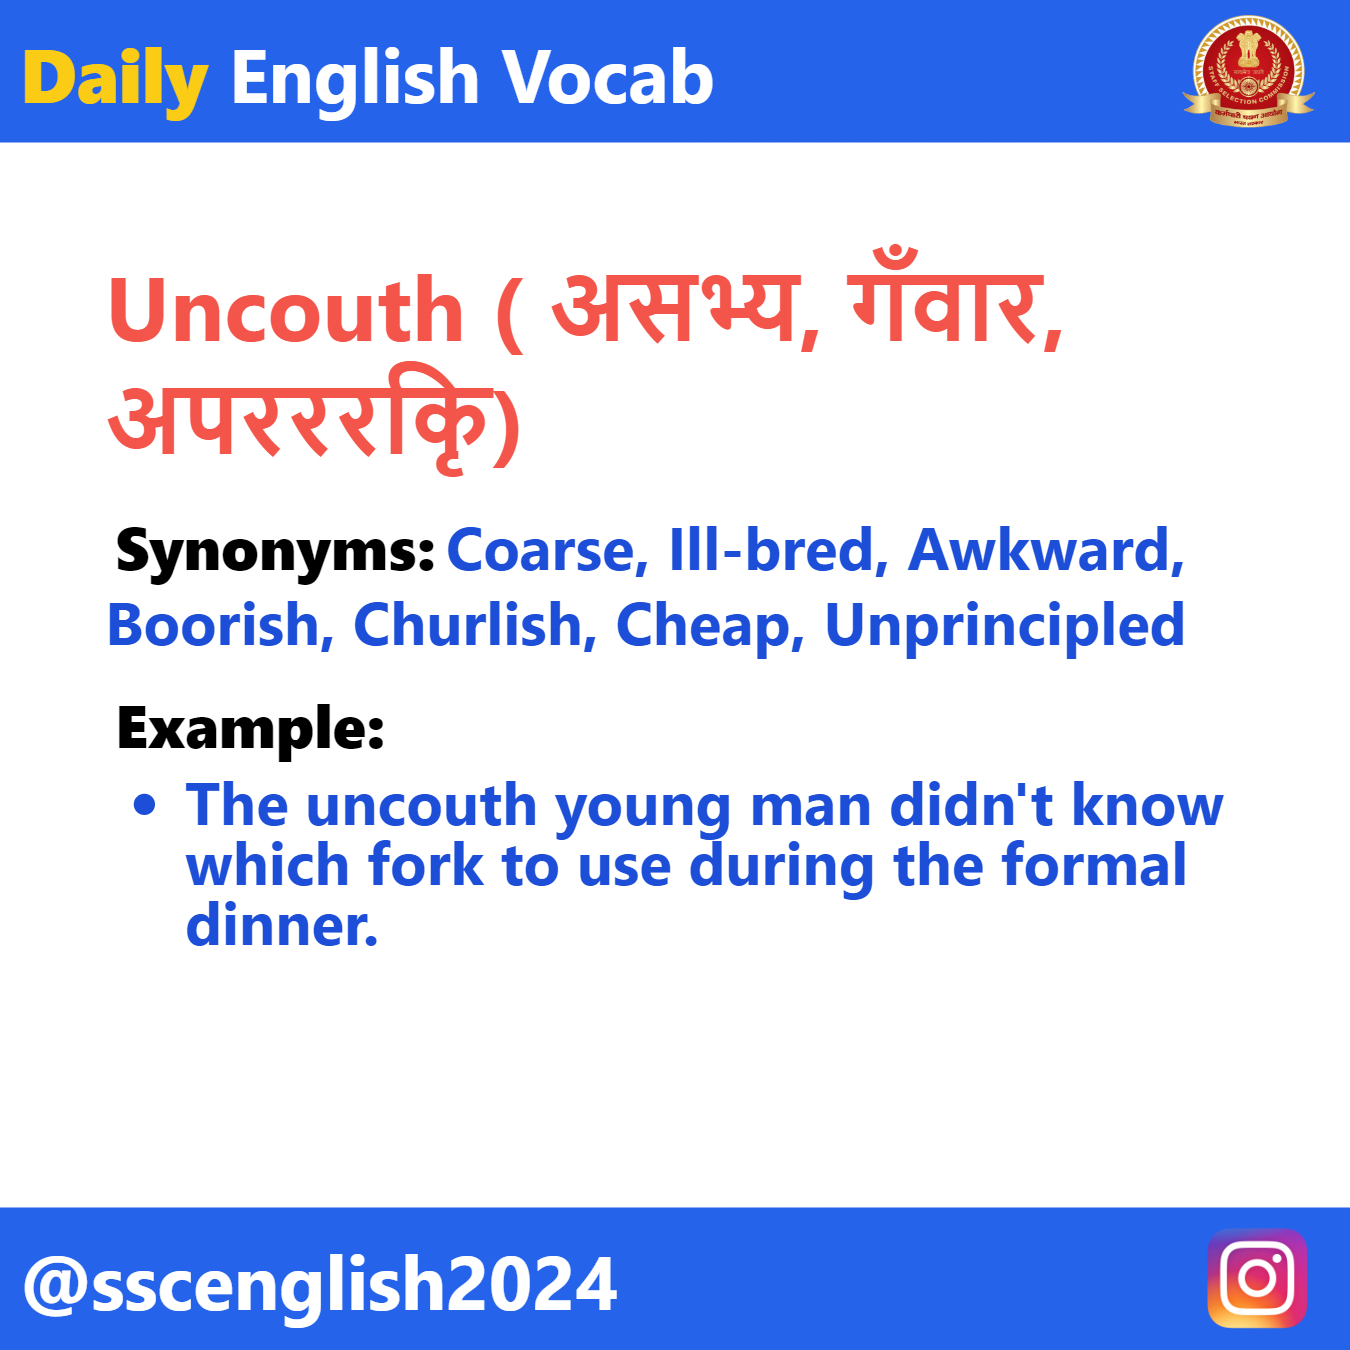 Daily English Vocab
STAFF SELECTION COMMISSION
कर्मचारी चयन आयोग
भारत सरकार
Uncouth ( असभ्य, गँवार,
अपरररकृि)
Synonyms: Coarse, Ill-bred, Awkward,
Boorish, Churlish, Cheap, Unprincipled
Example:
• The uncouth young man didn't know
which fork to use during the formal
dinner.
@sscenglish2024